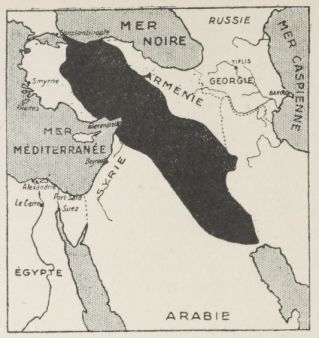 MER NOIRE
RUSSIE
MER CASPIENNE
Constantinople
TIFLIS
GÉORGIE
BAKOU
ARMÉNIE
Smyrne
Athènes
MER MÉDITERRANÉE
Alexandrette
Beyrouth
SYRIE
Alexandrie
Port-Saïd
Le Caire
Suez
ÉGYPTE
ARABIE